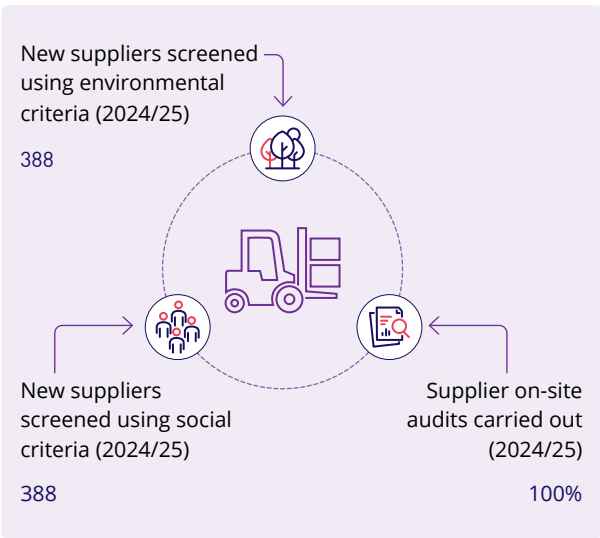 New suppliers screened
using environmental
criteria (2024/25)
388
New suppliers
screened using social
criteria (2024/25)
388
Supplier on-site
audits carried out
(2024/25)
100%